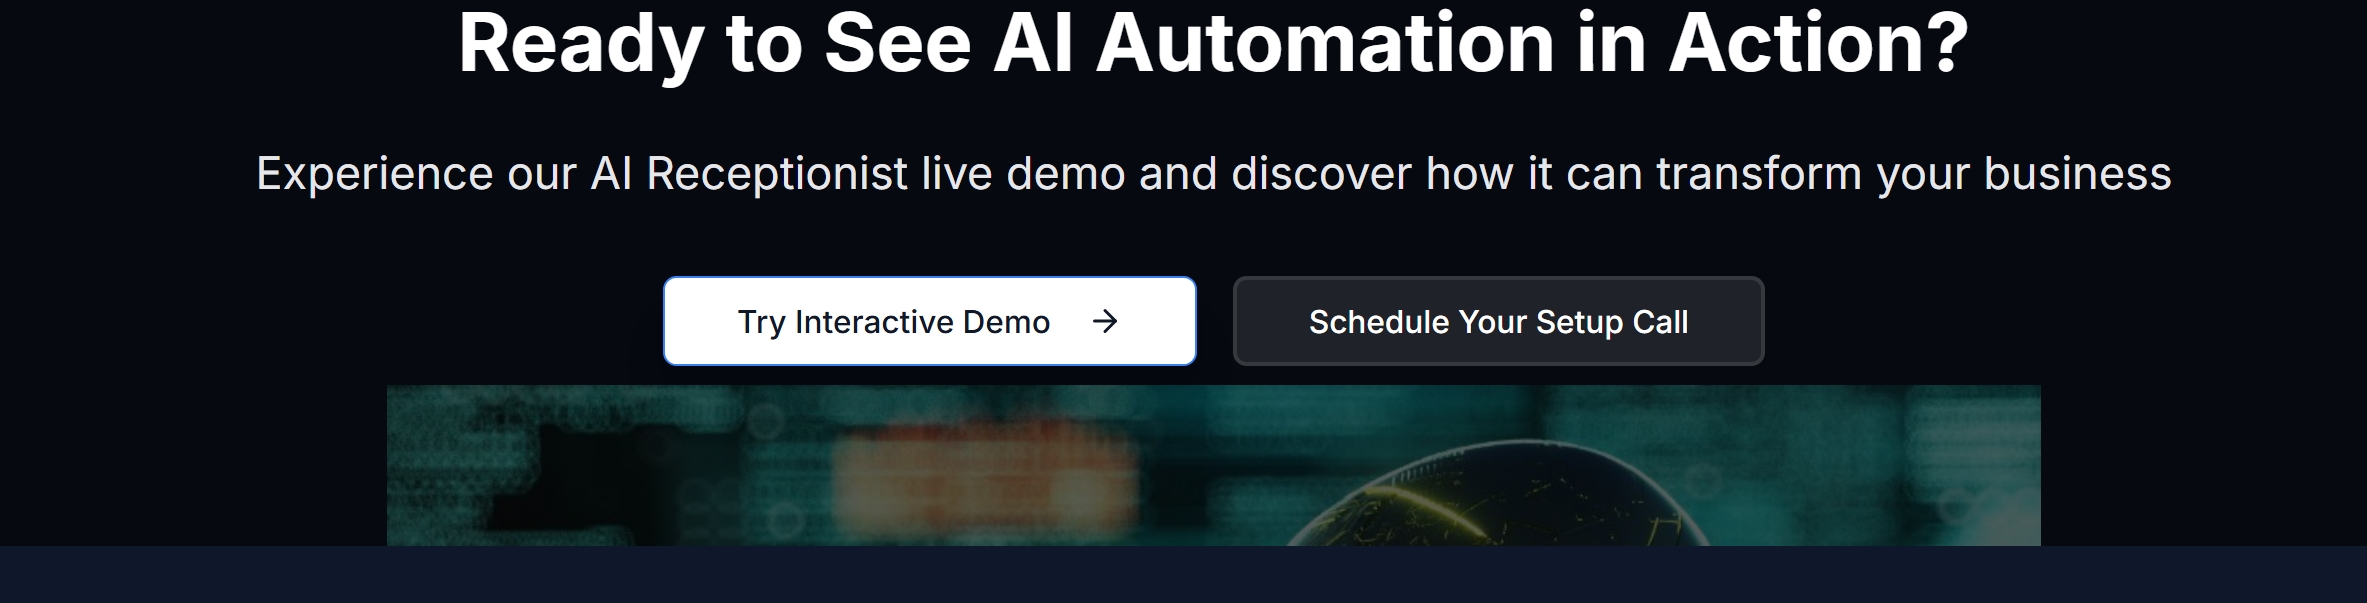 Ready to See AI Automation in Action?
Experience our AI Receptionist live demo and discover how it can transform your business
Try Interactive Demo
Schedule Your Setup Call